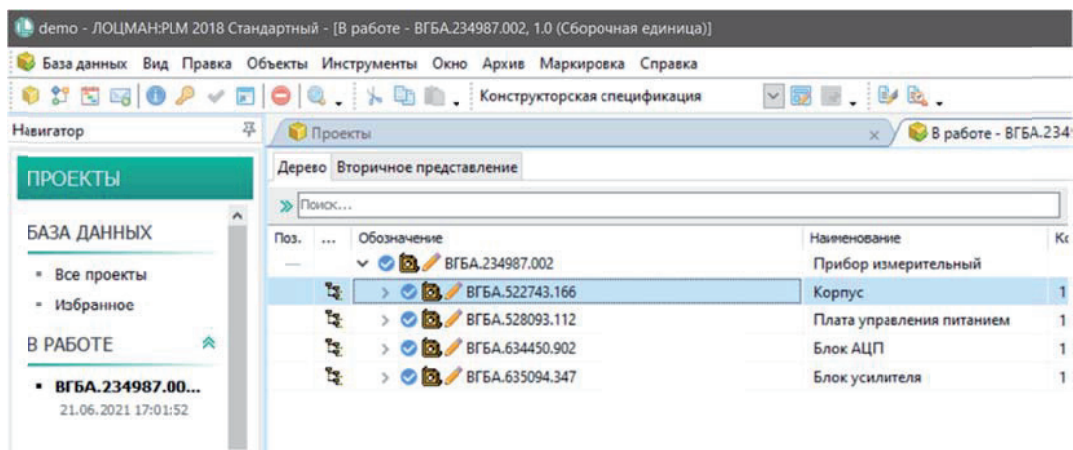 demo - ЛОЦМАН:PLM 2018 Стандартный - [В работе - ВГБА.234987.002, 1.0 (Сборочная единица)]
База данных Вид Правка Объекты Инструменты Окно Архив Маркировка Справка
Конструкторская спецификация
Навигатор
Проекты
В работе - ВГБА.234
ПРОЕКТЫ
Дерево Вторичное представление
Поиск...
БАЗА ДАННЫХ
Все проекты
Избранное
В РАБОТЕ
ВГБА.234987.00...
21.06.2021 17:01:52
Поз. ... Обозначение Наименование Кс
ВГБА.234987.002 Прибор измерительный
ВГБА.522743.166 Корпус 1
ВГБА.528093.112 Плата управления питанием 1
ВГБА.634450.902 Блок АЦП 1
ВГБА.635094.347 Блок усилителя 1